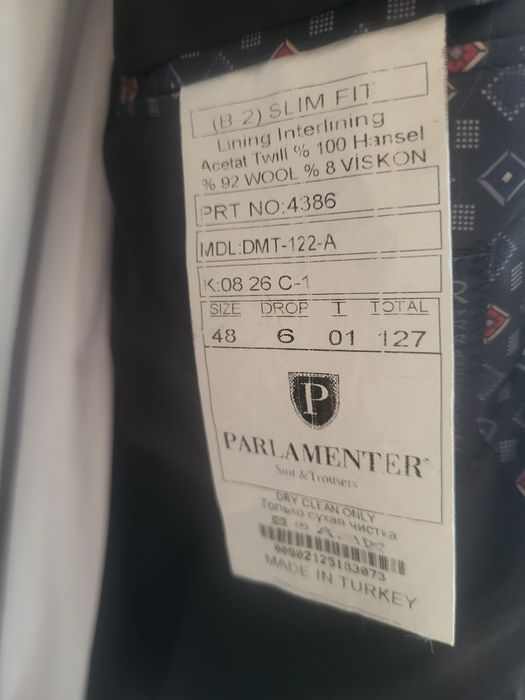 (B-2) SLIM FIT
Lining Interlining
Acetat Twill % 100 Hansel
% 92 WOOL % 8 VİSKON
PRT NO:4386
MDL:DMT-122-A
K:08 26 C-1
SIZE DROP T TOTAL
48 6 01 127
P
PARLAMENTER
Suit & Trousers
DRY CLEAN ONLY
Только сухая чистка
0090212518З073
MADE IN TURKEY